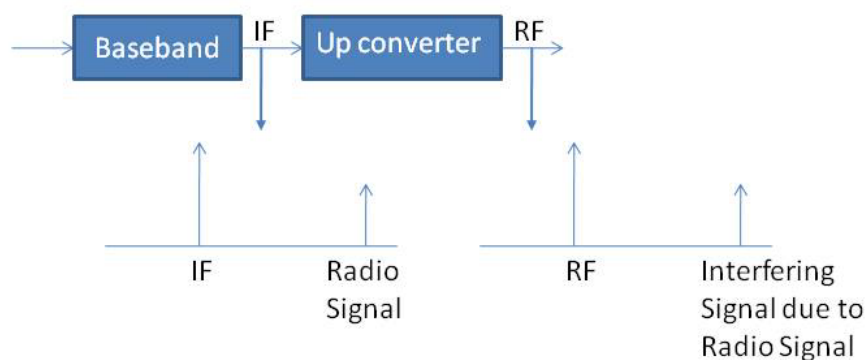 Baseband
IF
Up converter
RF
IF
Radio
Signal
RF
Interfering
Signal due to
Radio Signal